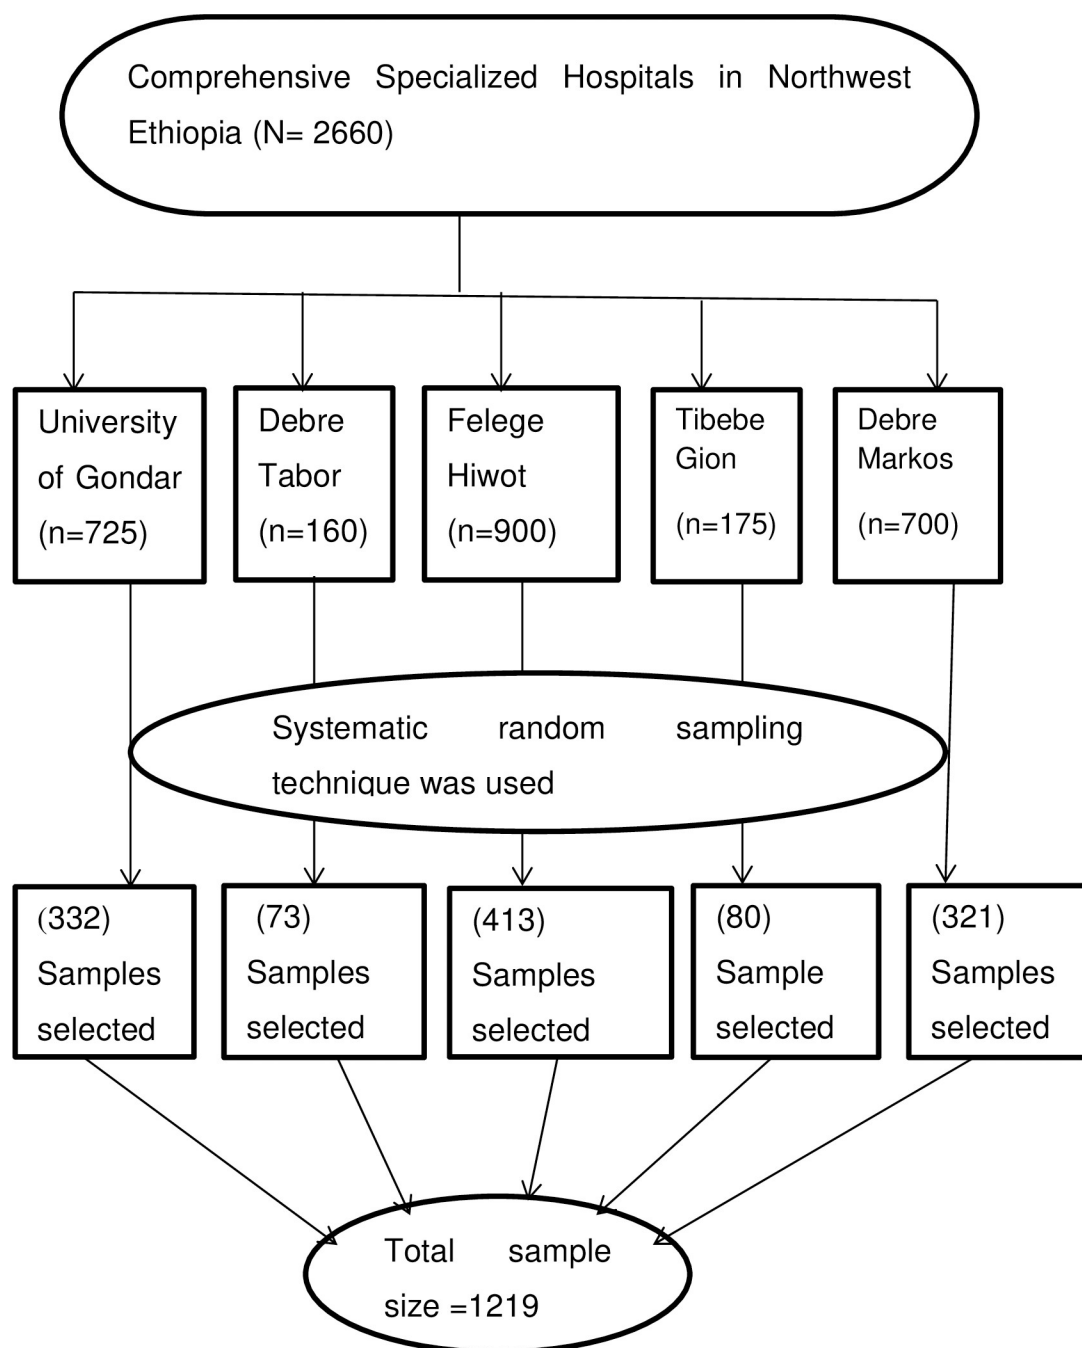 Comprehensive Specialized Hospitals in Northwest
Ethiopia (N= 2660)
University
of Gondar
(n=725)
Debre
Tabor
(n=160)
Felege
Hiwot
(n=900)
Tibebe
Gion
(n=175)
Debre
Markos
(n=700)
Systematic random sampling
technique was used
(332)
Samples
selected
(73)
Samples
selected
(413)
Samples
selected
(80)
Sample
selected
(321)
Samples
selected
Total sample
size =1219